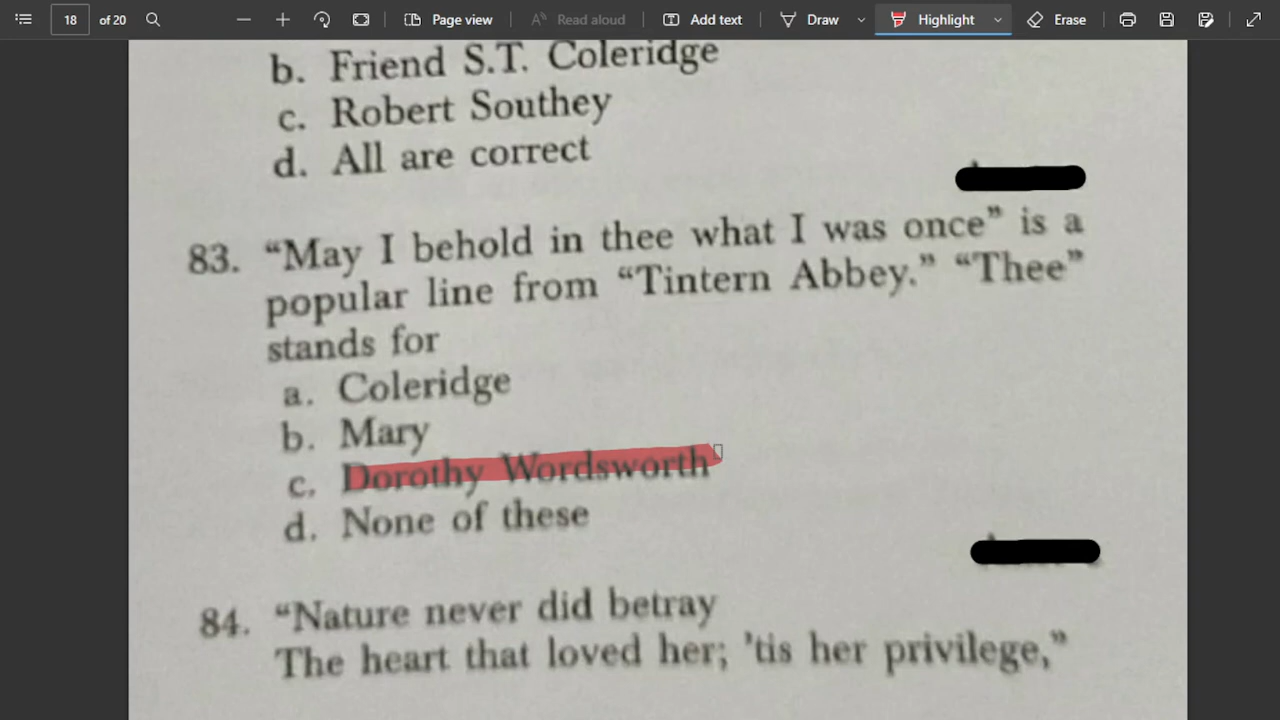 18 of 20 Page view Read aloud Add text Draw Highlight Erase
b. Friend S.T. Coleridge
c. Robert Southey
d. All are correct
83. “May I behold in thee what I was once” is a
popular line from “Tintern Abbey.” “Thee”
stands for
a. Coleridge
b. Mary
c. Dorothy Wordsworth
d. None of these
84. “Nature never did betray
The heart that loved her; ’tis her privilege,”